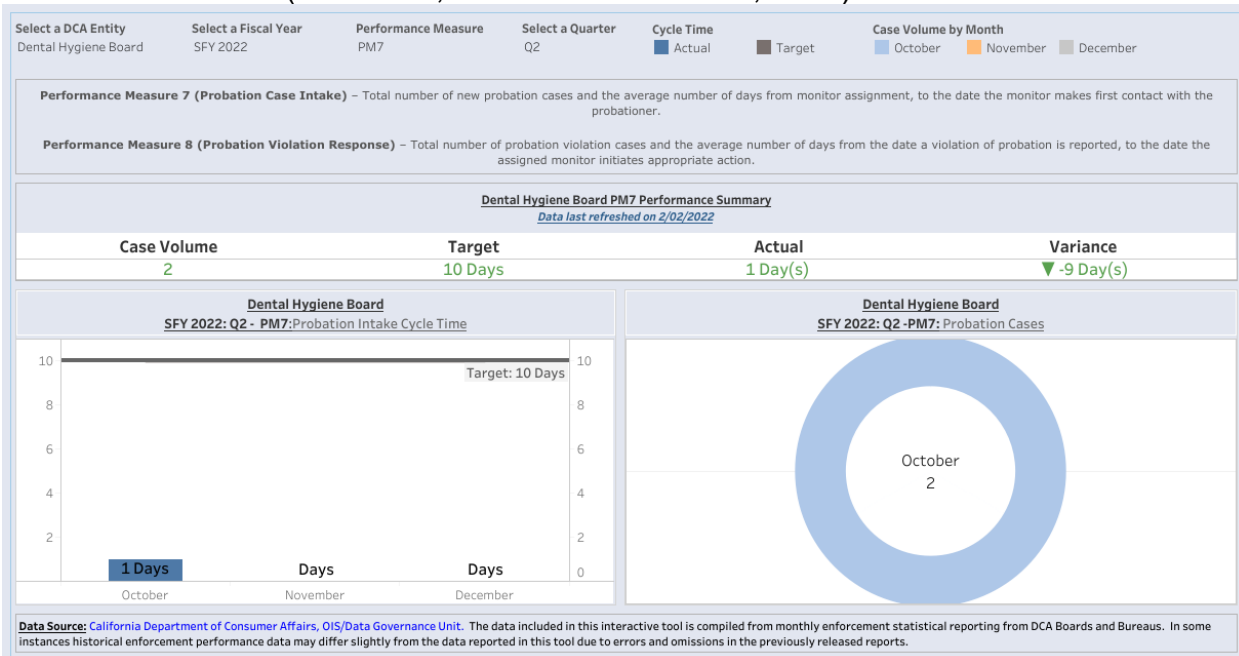 Select a DCA Entity Select a Fiscal Year Performance Measure Select a Quarter Cycle Time Case Volume by Month
Dental Hygiene Board SFY 2022 PM7 Q2 Actual Target October November December
Performance Measure 7 (Probation Case Intake) – Total number of new probation cases and the average number of days from monitor assignment, to the date the monitor makes first contact with the
probationer.
Performance Measure 8 (Probation Violation Response) – Total number of probation violation cases and the average number of days from the date a violation of probation is reported, to the date the
assigned monitor initiates appropriate action.
Dental Hygiene Board PM7 Performance Summary
Data last refreshed on 2/02/2022
Case Volume Target Actual Variance
2 10 Days 1 Day(s) ▼ -9 Day(s)
Dental Hygiene Board
SFY 2022: Q2 - PM7:Probation Intake Cycle Time
10 10
Target: 10 Days
8 8
6 6
4 4
2 2
0
1 Days Days Days
October November December
Dental Hygiene Board
SFY 2022: Q2 -PM7: Probation Cases
October
2
Data Source: California Department of Consumer Affairs, OIS/Data Governance Unit. The data included in this interactive tool is compiled from monthly enforcement statistical reporting from DCA Boards and Bureaus. In some
instances historical enforcement performance data may differ slightly from the data reported in this tool due to errors and omissions in the previously released reports.